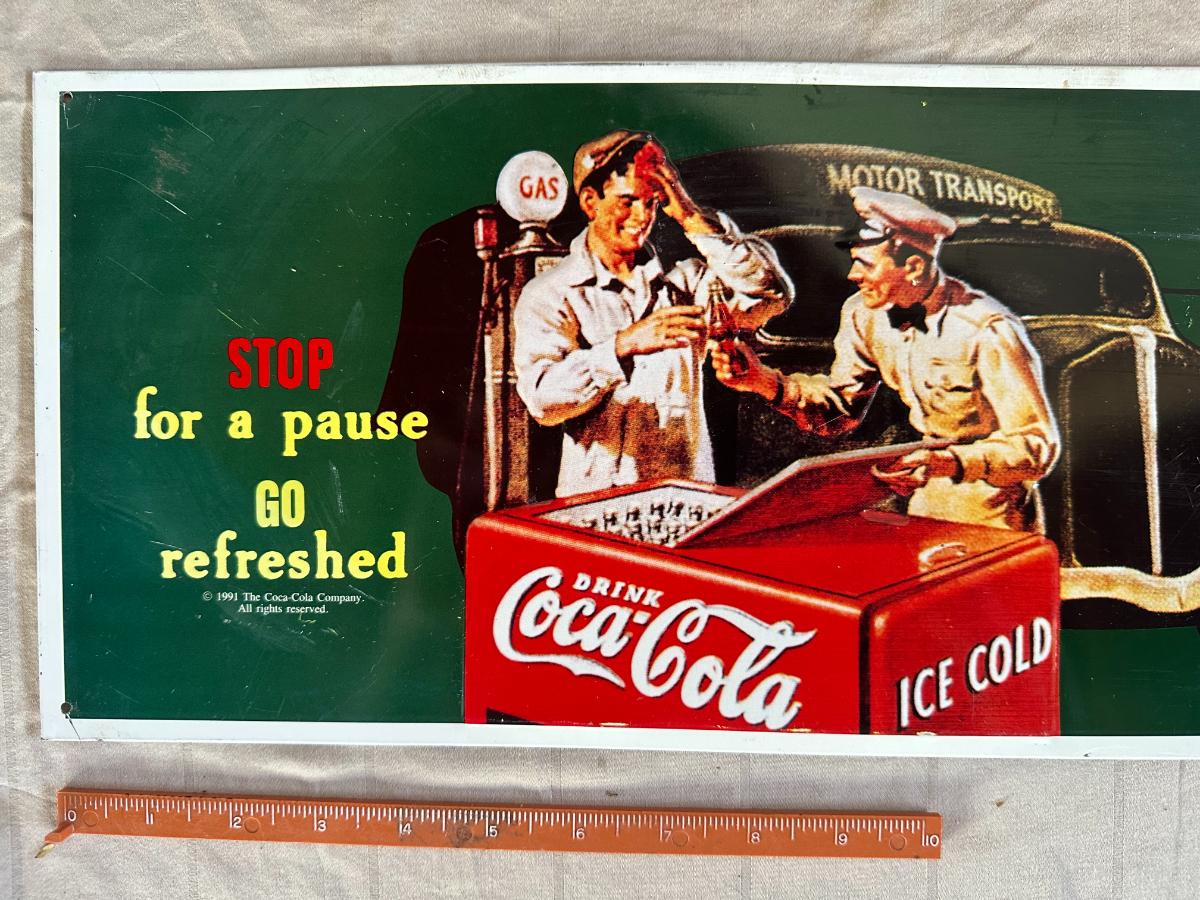 GAS
MOTOR TRANSPORT
STOP
for a pause
GO
refreshed
© 1991 The Coca-Cola Company.
All rights reserved.
DRINK
Coca-Cola
ICE COLD
0 1 2 3 4 5 6 7 8 9 10